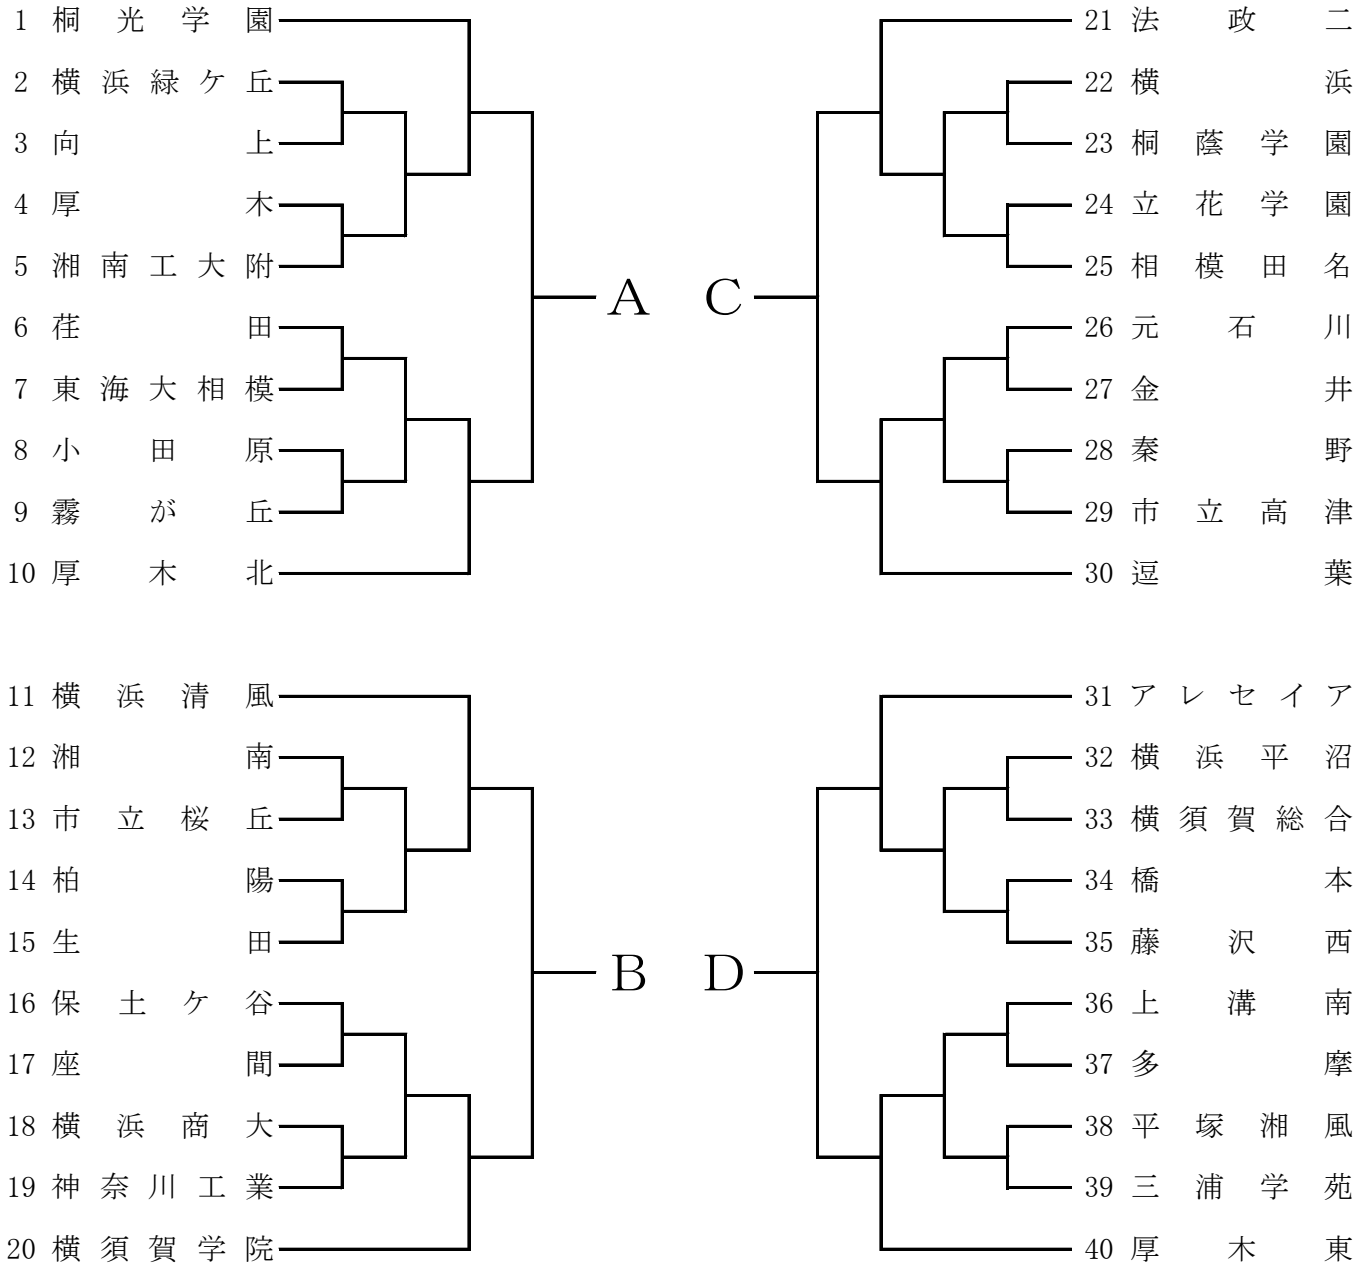 1 桐光学園
2 横浜緑ケ丘
3 向上
4 厚木
5 湘南工大附
6 荏田
7 東海大相模
8 小田原
9 霧が丘
10 厚木北
A
11 横浜清風
12 湘南
13 市立桜丘
14 柏陽
15 生田
16 保土ケ谷
17 座間
18 横浜商大
19 神奈川工業
20 横須賀学院
B
21 法政二
22 横浜
23 桐蔭学園
24 立花学園
25 相模田名
26 元石川
27 金井
28 秦野
29 市立高津
30 逗葉
C
31 アレセイア
32 横浜平沼
33 横須賀総合
34 橋本
35 藤沢西
36 上溝南
37 多摩
38 平塚湘風
39 三浦学苑
40 厚木東
D